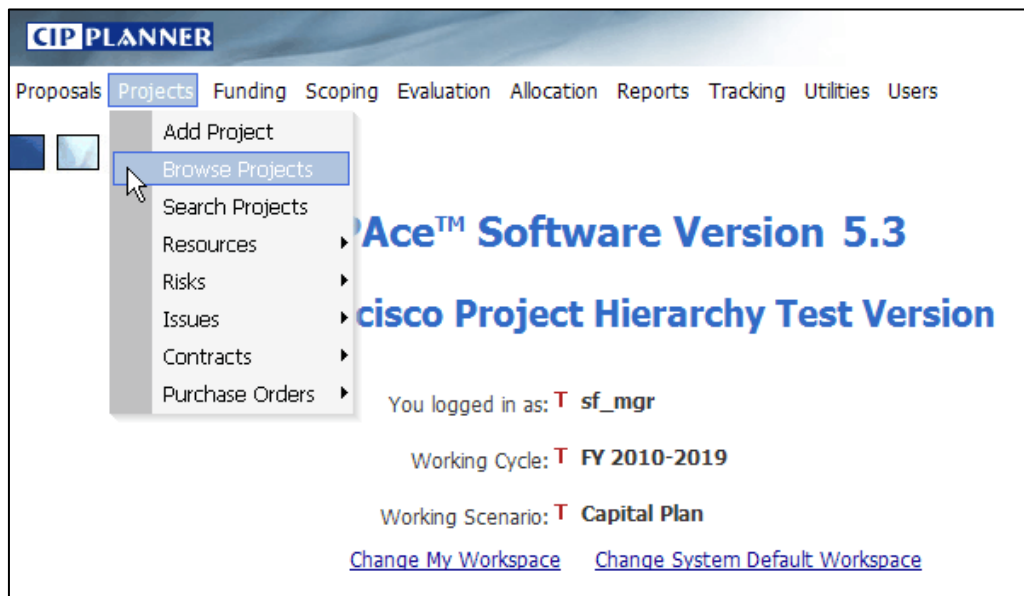 CIP PLANNER
Proposals Projects Funding Scoping Evaluation Allocation Reports Tracking Utilities Users
Add Project
Browse Projects
Search Projects
Resources
Risks
Issues
Contracts
Purchase Orders
Ace™ Software Version 5.3
cisco Project Hierarchy Test Version
You logged in as: T sf_mgr
Working Cycle: T FY 2010-2019
Working Scenario: T Capital Plan
Change My Workspace Change System Default Workspace